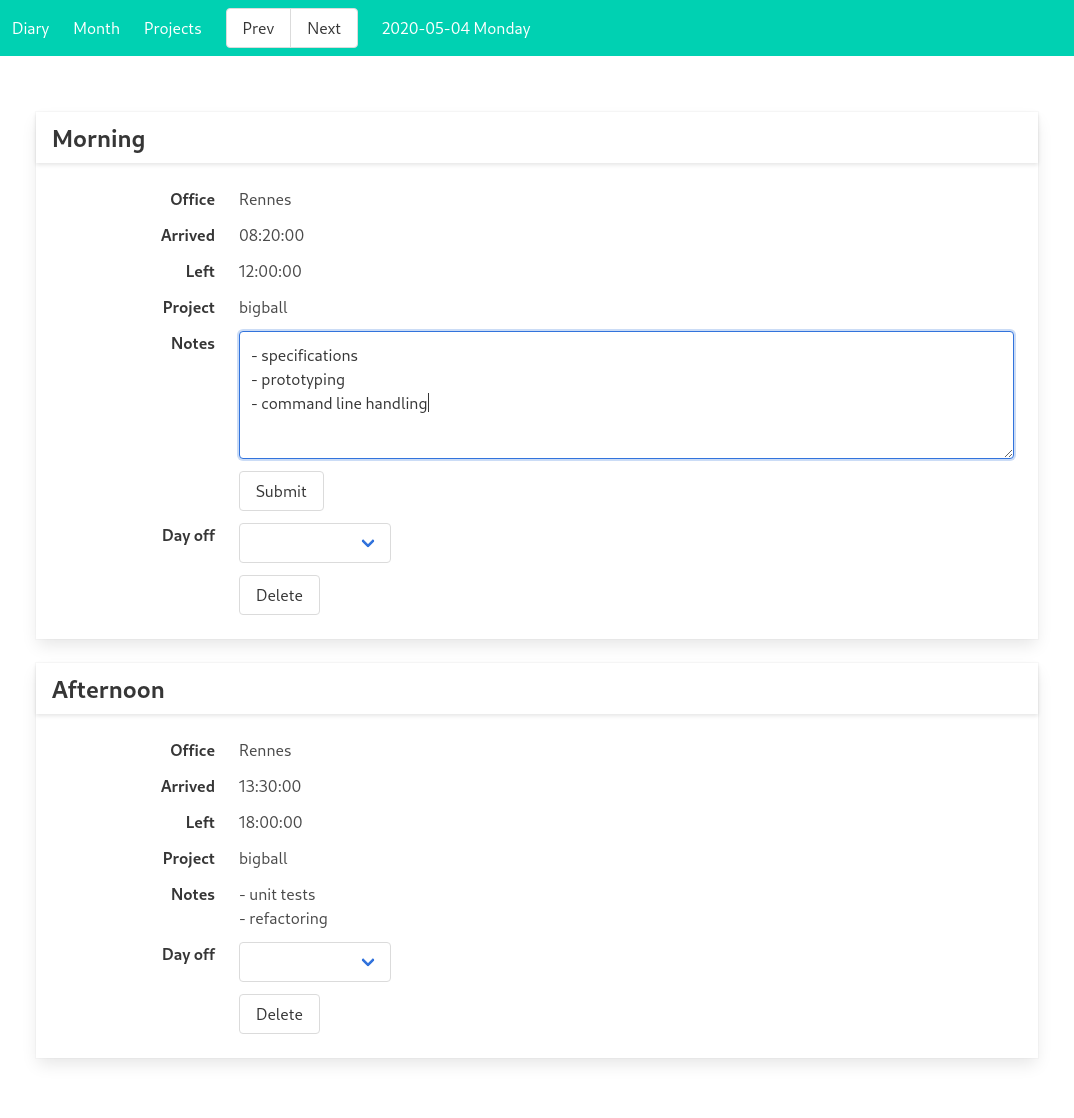 Diary Month Projects Prev Next 2020-05-04 Monday
Morning
Office Rennes
Arrived 08:20:00
Left 12:00:00
Project bigball
Notes - specifications
- prototyping
- command line handling
Submit
Day off
Delete
Afternoon
Office Rennes
Arrived 13:30:00
Left 18:00:00
Project bigball
Notes - unit tests
- refactoring
Day off
Delete